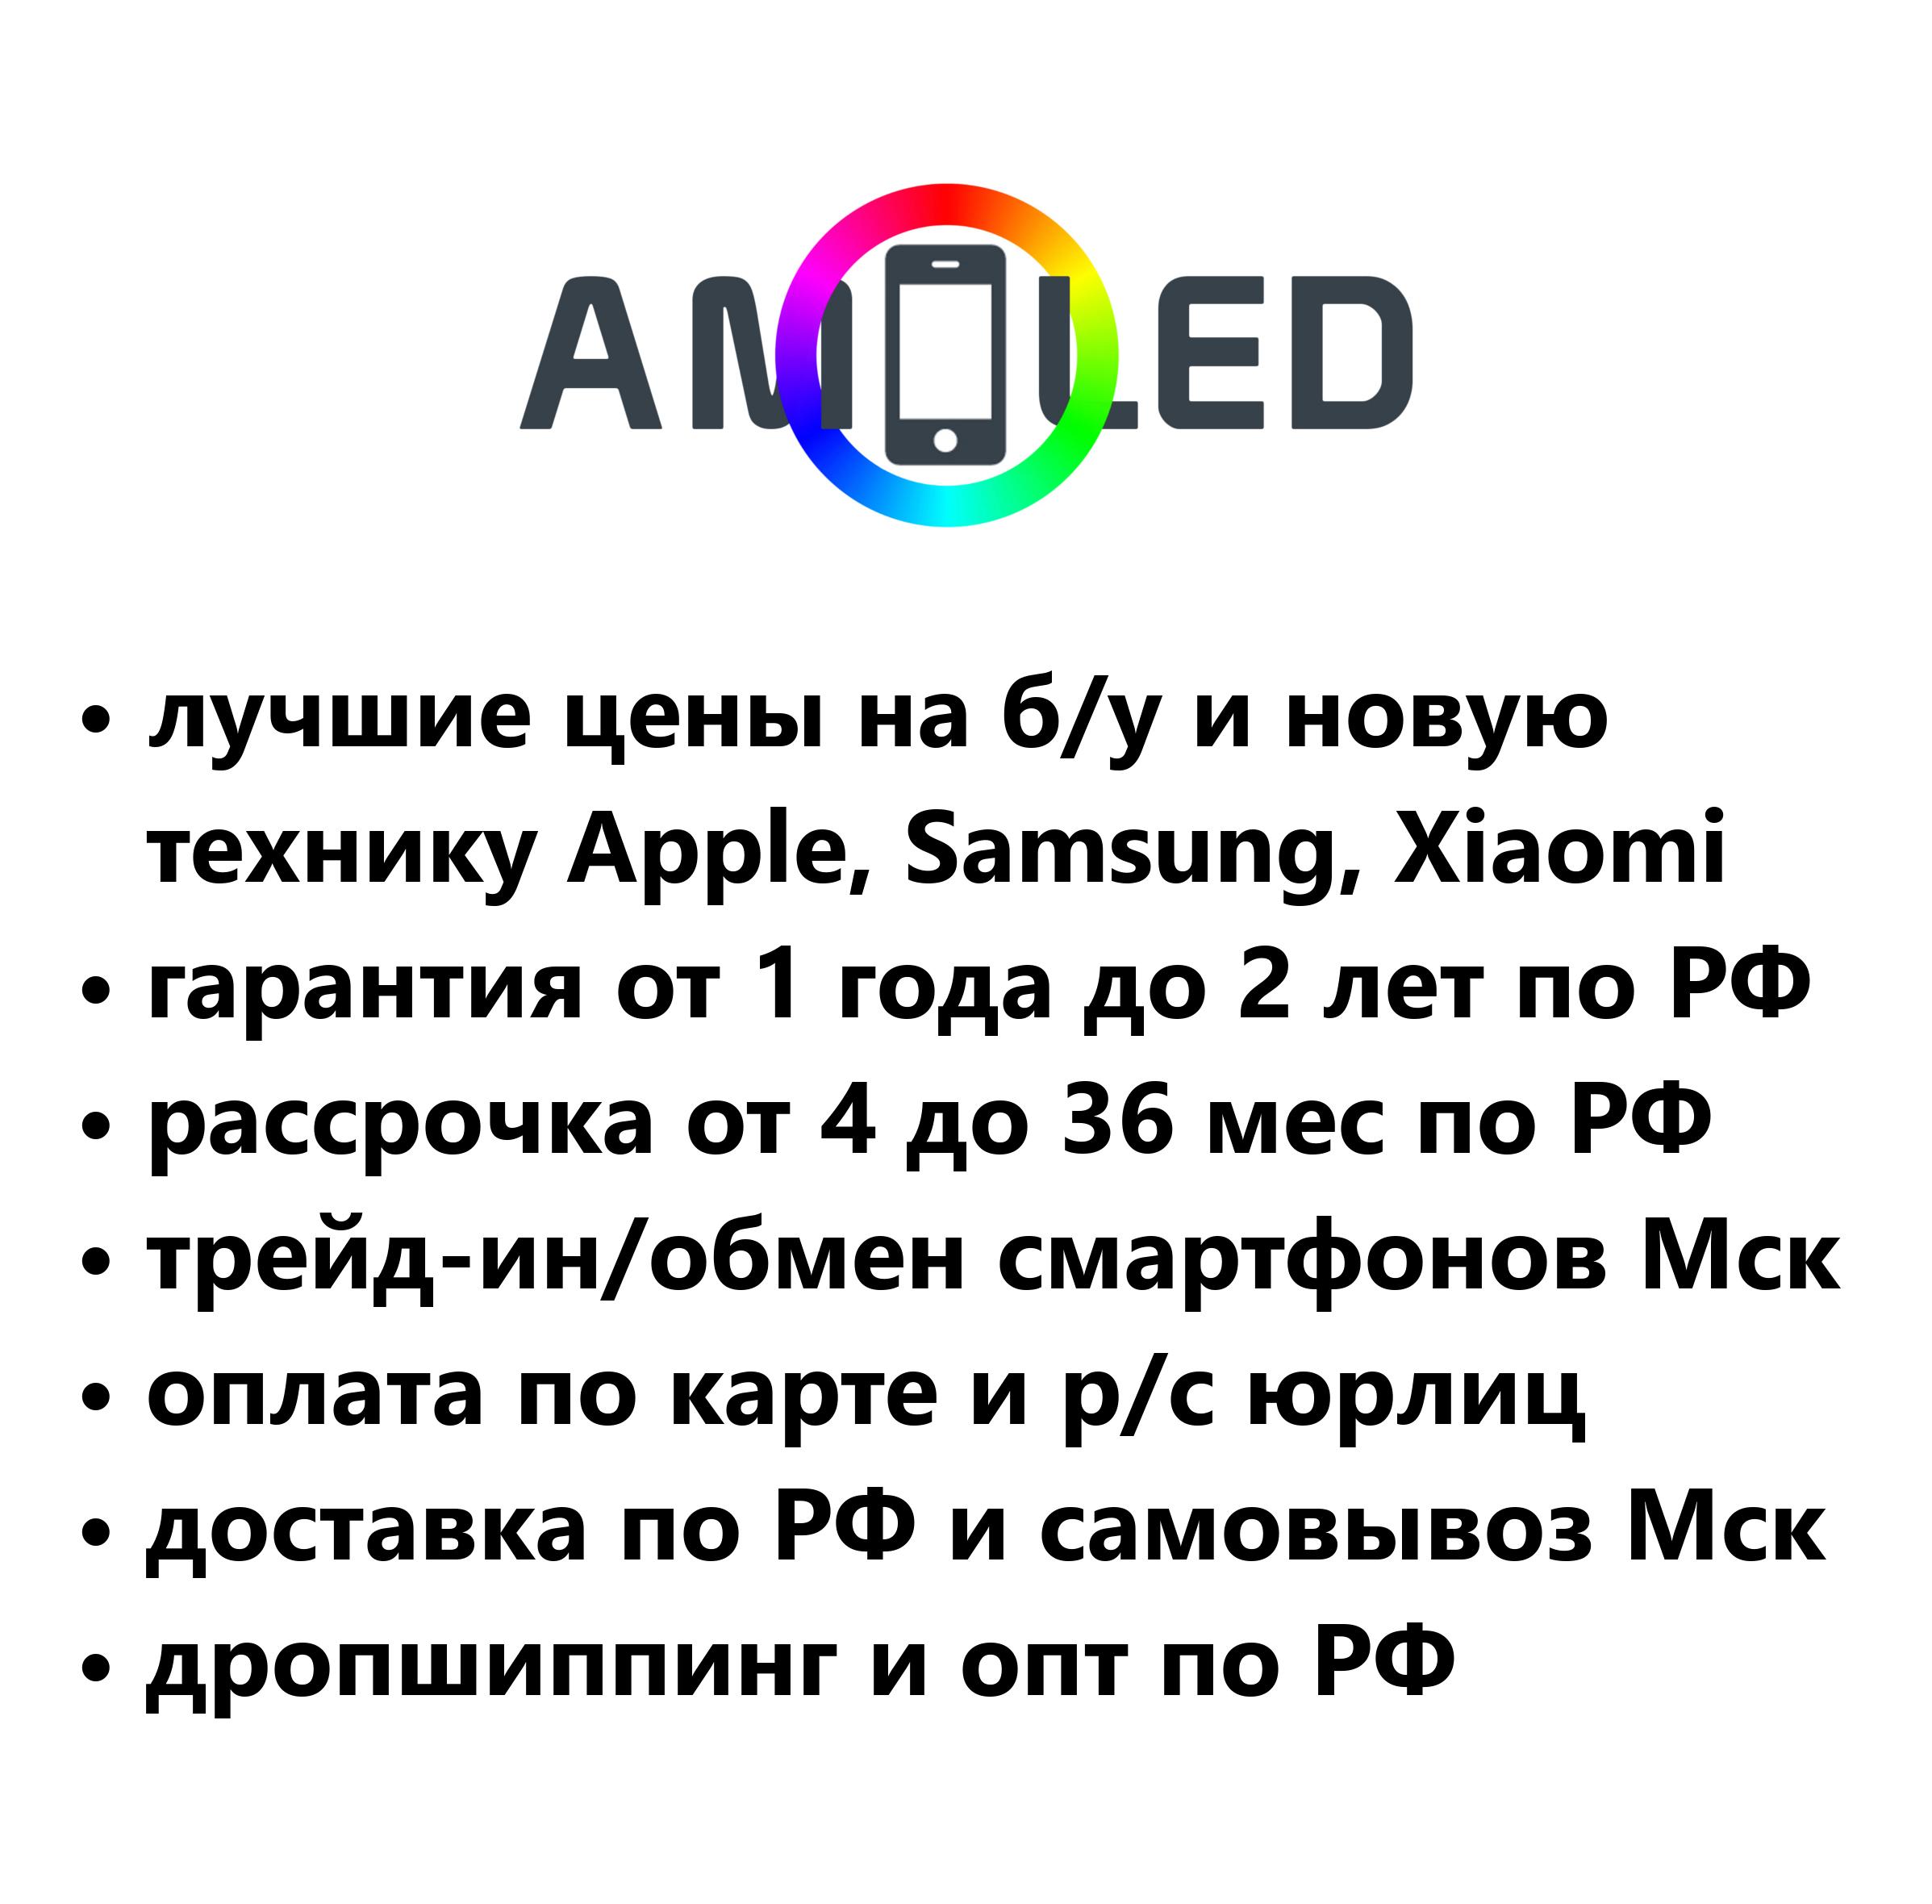 AMOLED
• лучшие цены на б/у и новую
технику Apple, Samsung, Xiaomi
• гарантия от 1 года до 2 лет по РФ
• рассрочка от 4 до 36 мес по РФ
• трейд-ин/обмен смартфонов Мск
• оплата по карте и р/с юрлиц
• доставка по РФ и самовывоз Мск
• дропшиппинг и опт по РФ